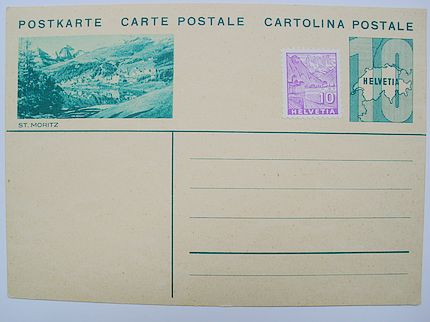 POSTKARTE CARTE POSTALE CARTOLINA POSTALE
10
HELVETIA
10
HELVETIA
ST. MORITZ